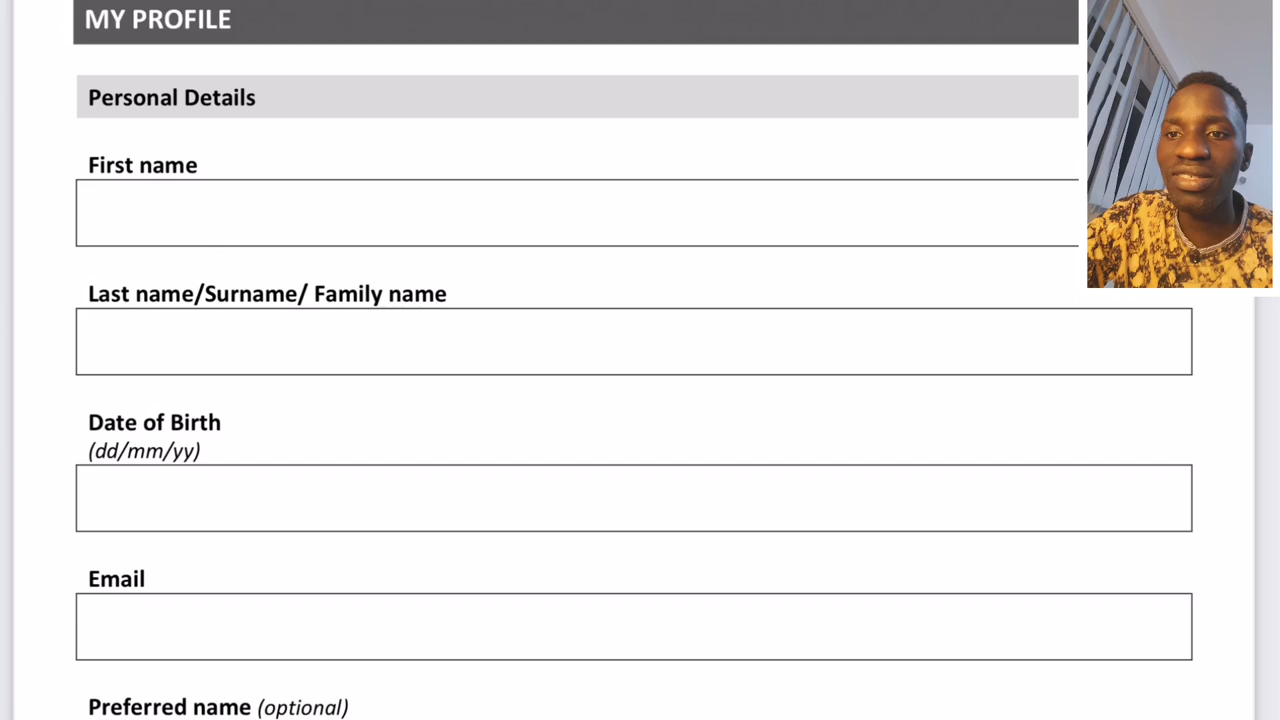 MY PROFILE
Personal Details
First name
Last name/Surname/ Family name
Date of Birth
(dd/mm/yy)
Email
Preferred name (optional)